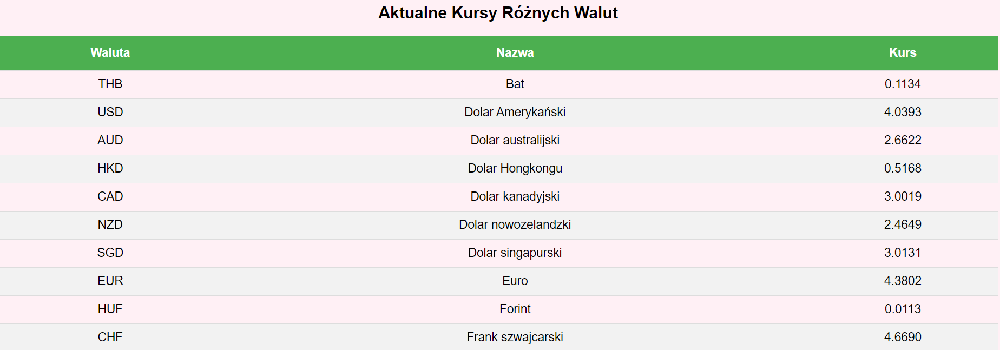 Aktualne Kursy Różnych Walut
Waluta Nazwa Kurs
THB Bat 0.1134
USD Dolar Amerykański 4.0393
AUD Dolar australijski 2.6622
HKD Dolar Hongkongu 0.5168
CAD Dolar kanadyjski 3.0019
NZD Dolar nowozelandzki 2.4649
SGD Dolar singapurski 3.0131
EUR Euro 4.3802
HUF Forint 0.0113
CHF Frank szwajcarski 4.6690